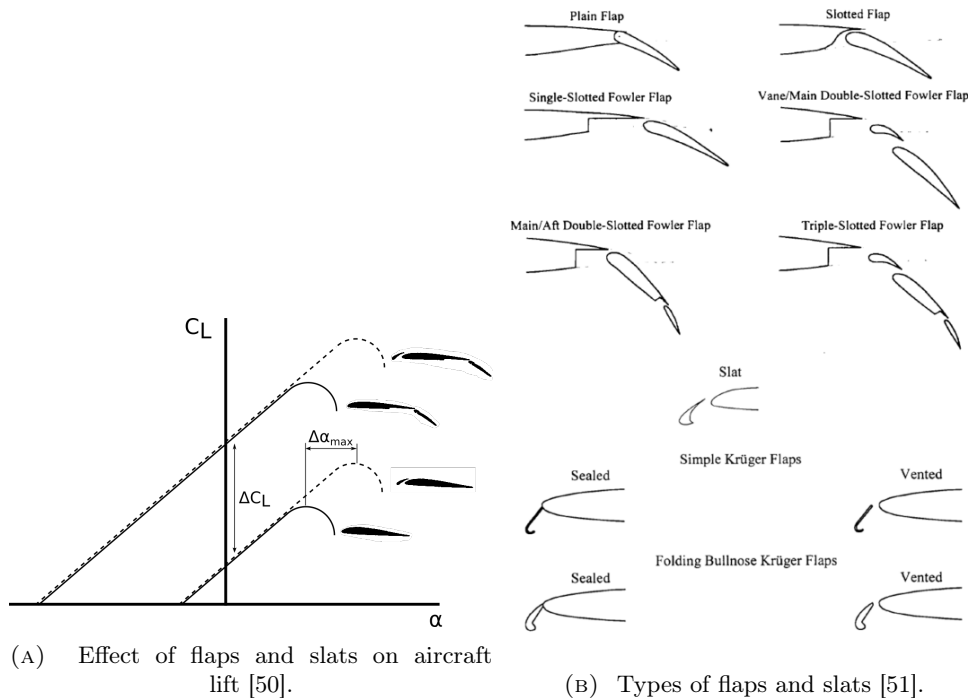 C_L
Δα_max
ΔC_L
α
(A) Effect of flaps and slats on aircraft
lift [50].
Plain Flap
Slotted Flap
Single-Slotted Fowler Flap
Vane/Main Double-Slotted Fowler Flap
Main/Aft Double-Slotted Fowler Flap
Triple-Slotted Fowler Flap
Slat
Simple Krüger Flaps
Sealed
Vented
Folding Bullnose Krüger Flaps
Sealed
Vented
(B) Types of flaps and slats [51].